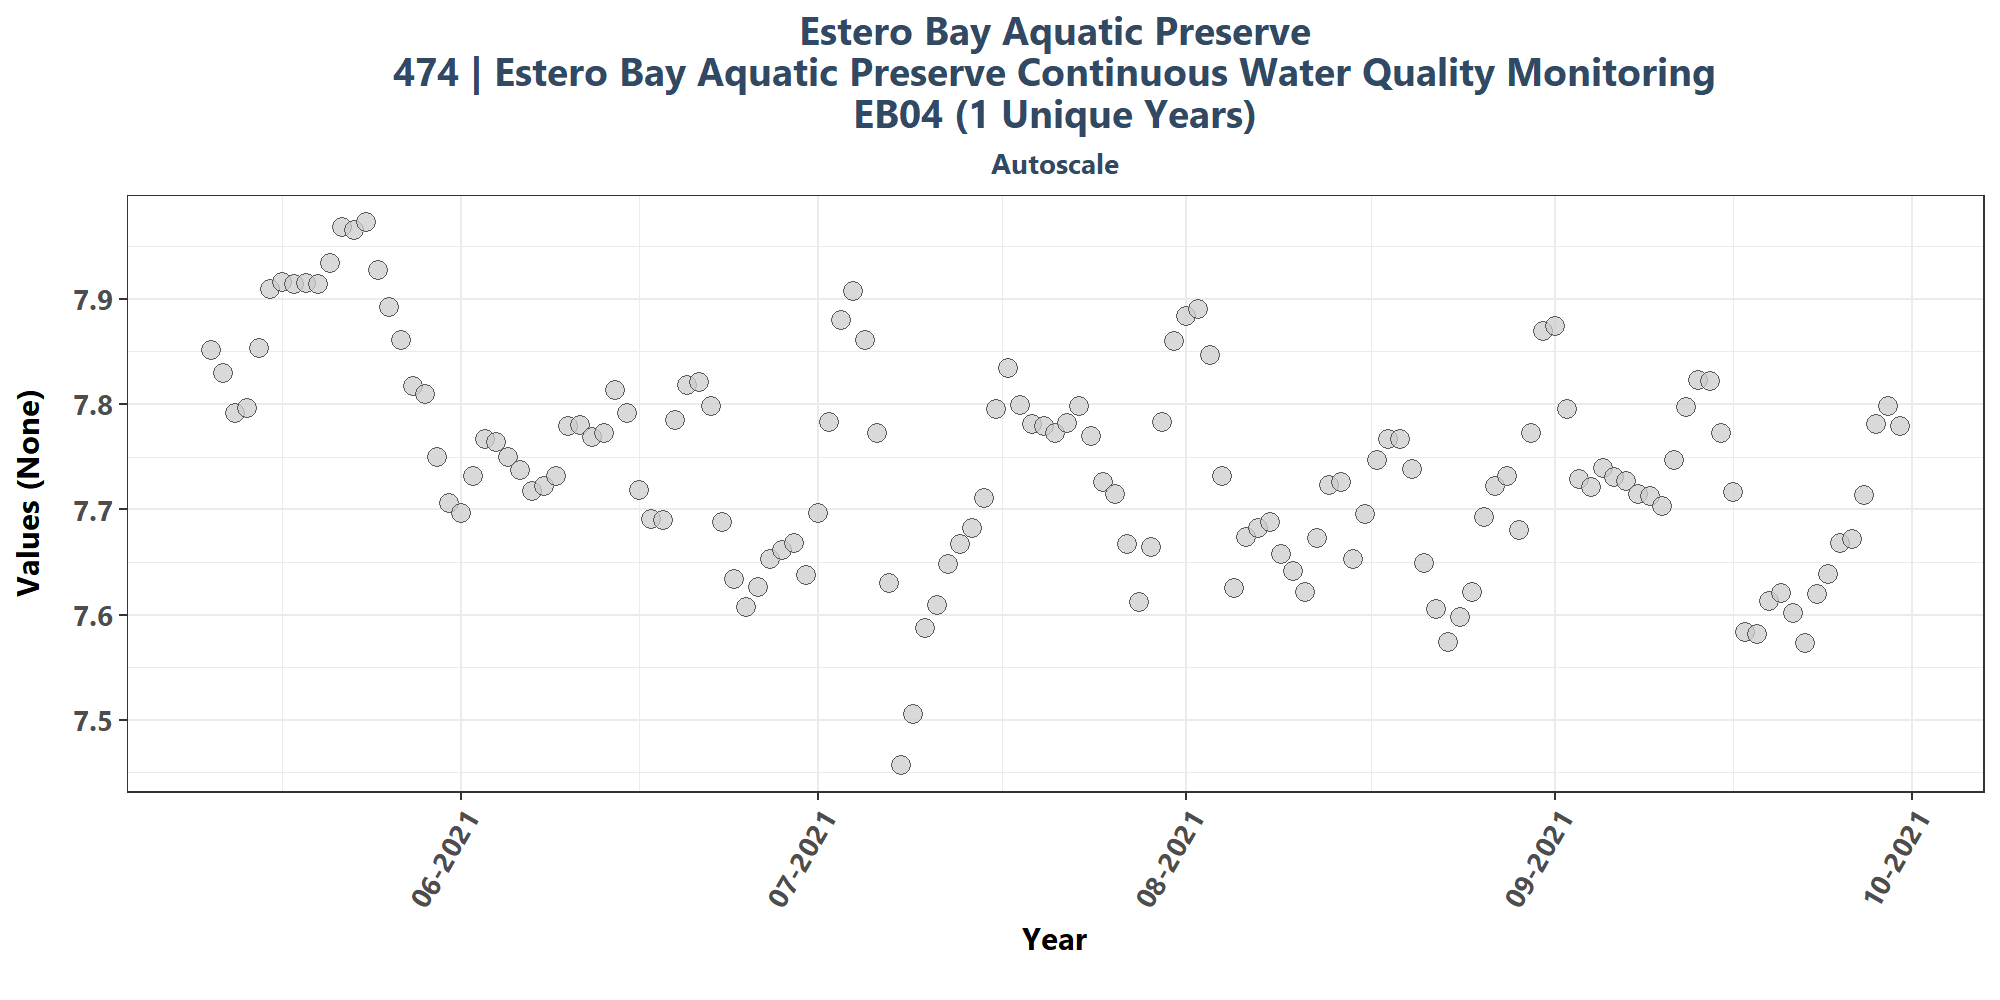 Estero Bay Aquatic Preserve
474 | Estero Bay Aquatic Preserve Continuous Water Quality Monitoring
EB04 (1 Unique Years)
Autoscale
Values (None)
7.9
7.8
7.7
7.6
7.5
06-2021
07-2021
08-2021
09-2021
10-2021
Year